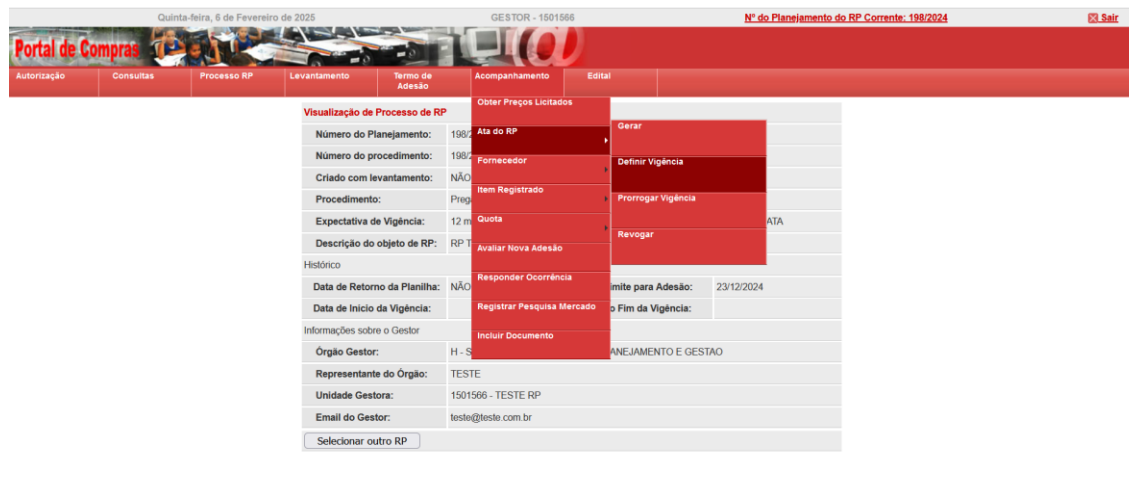 Quinta-feira, 6 de Fevereiro de 2025 GESTOR - 1501566 Nº do Planejamento do RP Corrente: 198/2024 Sair
Portal de Compras
Autorização Consultas Processo RP Levantamento Termo de Adesão Acompanhamento Edital
Obter Preços Licitados
Ata do RP
Fornecedor
Item Registrado
Quota
Avaliar Nova Adesão
Responder Ocorrência
Registrar Pesquisa Mercado
Incluir Documento
Gerar
Definir Vigência
Prorrogar Vigência
Revogar
Visualização de Processo de RP
Número do Planejamento: 198/2
Número do procedimento: 198/2
Criado com levantamento: NÃO
Procedimento: Preg
Expectativa de Vigência: 12 m ATA
Descrição do objeto de RP: RP T
Histórico
Data de Retorno da Planilha: NÃO imite para Adesão: 23/12/2024
Data de Inicio da Vigência: o Fim da Vigência:
Informações sobre o Gestor
Órgão Gestor: H - S ANEJAMENTO E GESTAO
Representante do Órgão: TESTE
Unidade Gestora: 1501566 - TESTE RP
Email do Gestor: teste@teste.com.br
Selecionar outro RP